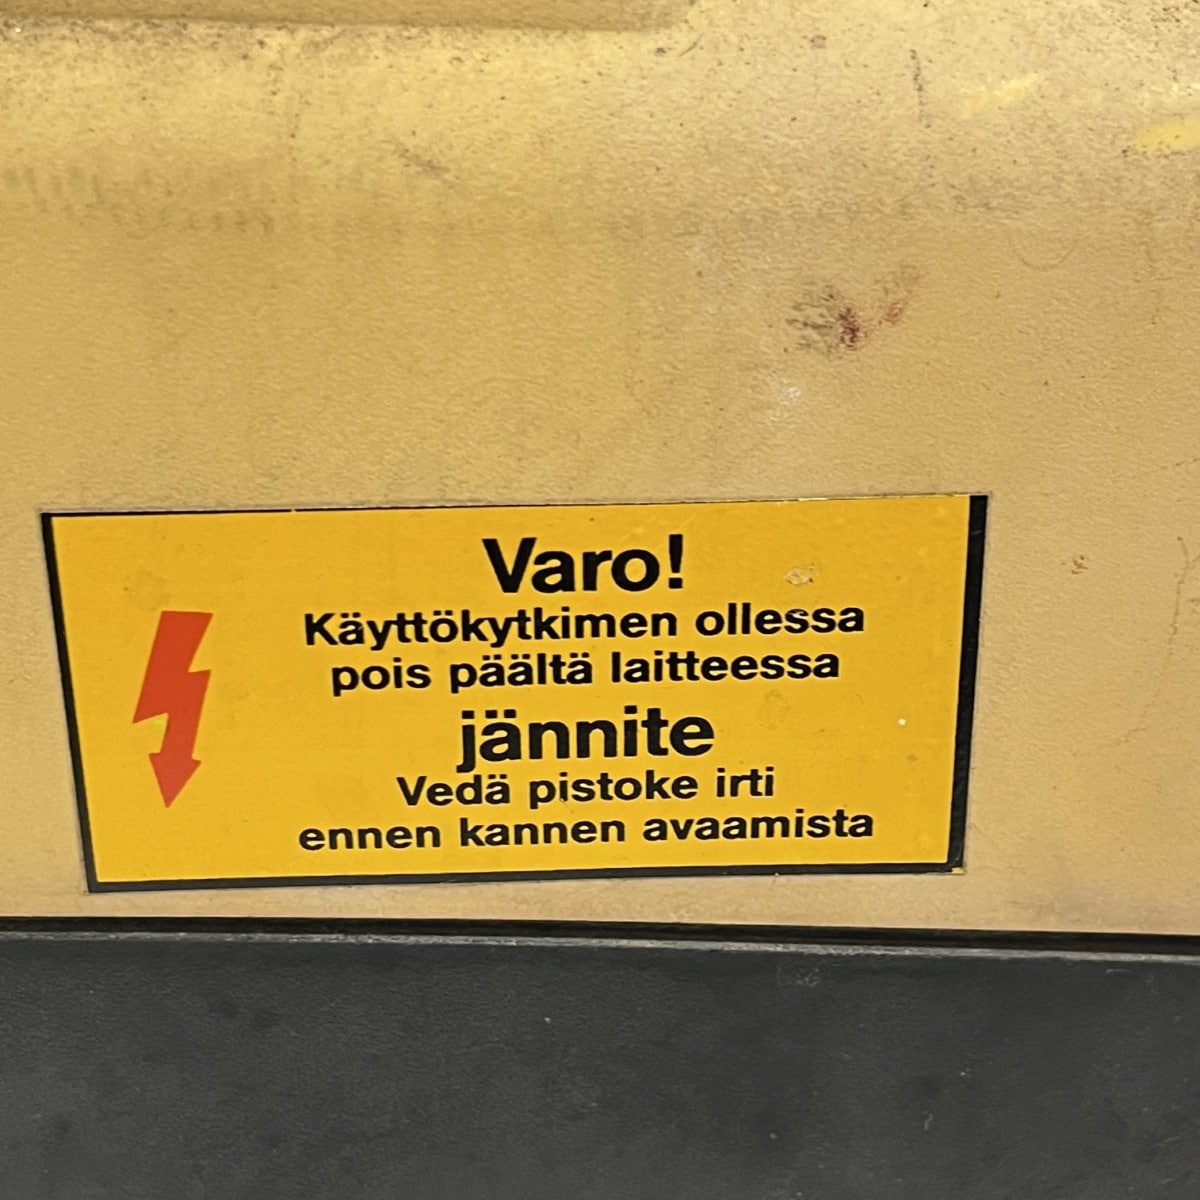 Varo!
Käyttökytkimen ollessa
pois päältä laitteessa
jännite
Vedä pistoke irti
ennen kannen avaamista